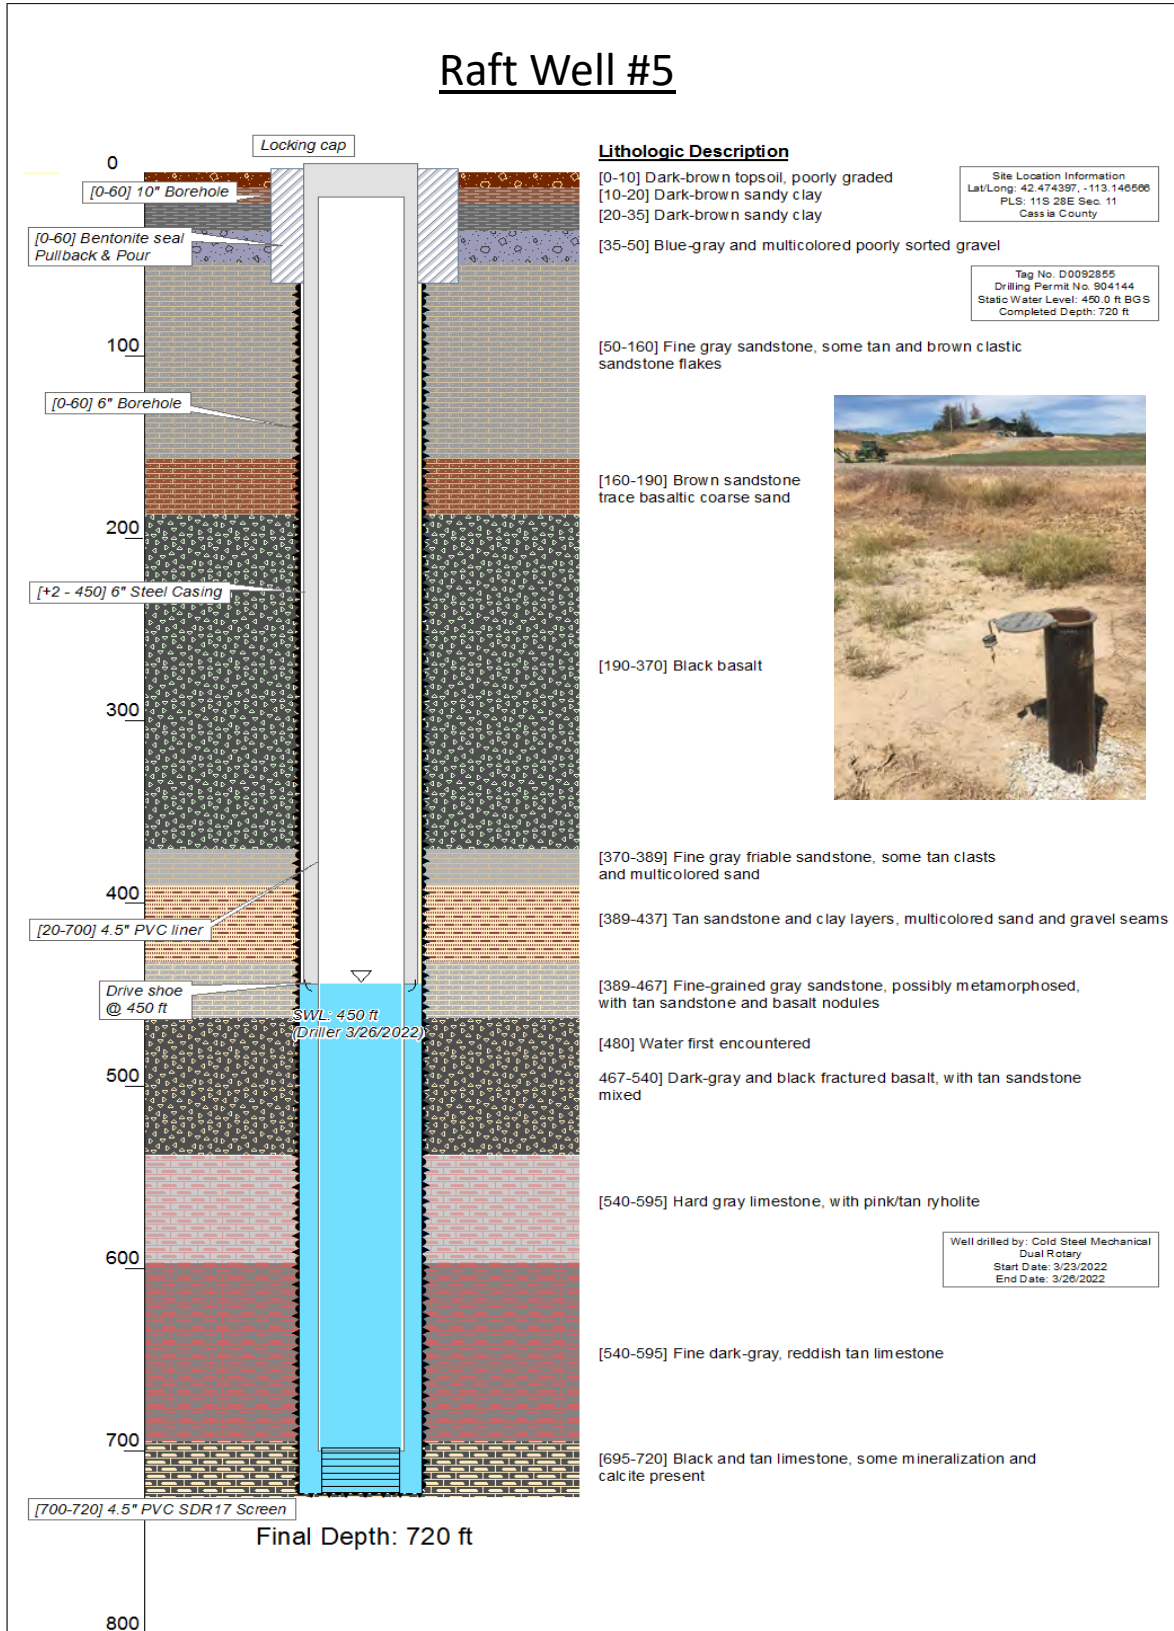 Raft Well #5
Locking cap
0
[0-60] 10" Borehole
[0-60] Bentonite seal
Pullback & Pour
100
[0-60] 6" Borehole
200
[+2 - 450] 6" Steel Casing
300
400
[20-700] 4.5" PVC liner
Drive shoe
@ 450 ft
SWL: 450 ft
(Driller 3/26/2022)
500
600
700
[700-720] 4.5" PVC SDR17 Screen
Final Depth: 720 ft
800
Lithologic Description
[0-10] Dark-brown topsoil, poorly graded
[10-20] Dark-brown sandy clay
[20-35] Dark-brown sandy clay
[35-50] Blue-gray and multicolored poorly sorted gravel
[50-160] Fine gray sandstone, some tan and brown clastic
sandstone flakes
[160-190] Brown sandstone
trace basaltic coarse sand
[190-370] Black basalt
[370-389] Fine gray friable sandstone, some tan clasts
and multicolored sand
[389-437] Tan sandstone and clay layers, multicolored sand and gravel seams
[389-467] Fine-grained gray sandstone, possibly metamorphosed,
with tan sandstone and basalt nodules
[480] Water first encountered
467-540] Dark-gray and black fractured basalt, with tan sandstone
mixed
[540-595] Hard gray limestone, with pink/tan ryholite
[540-595] Fine dark-gray, reddish tan limestone
[695-720] Black and tan limestone, some mineralization and
calcite present
Site Location Information
Lat/Long: 42.474397, -113.146566
PLS: 11S 28E Sec. 11
Cassia County
Tag No. D0092855
Drilling Permit No. 904144
Static Water Level: 450.0 ft BGS
Completed Depth: 720 ft
Well drilled by: Cold Steel Mechanical
Dual Rotary
Start Date: 3/23/2022
End Date: 3/26/2022